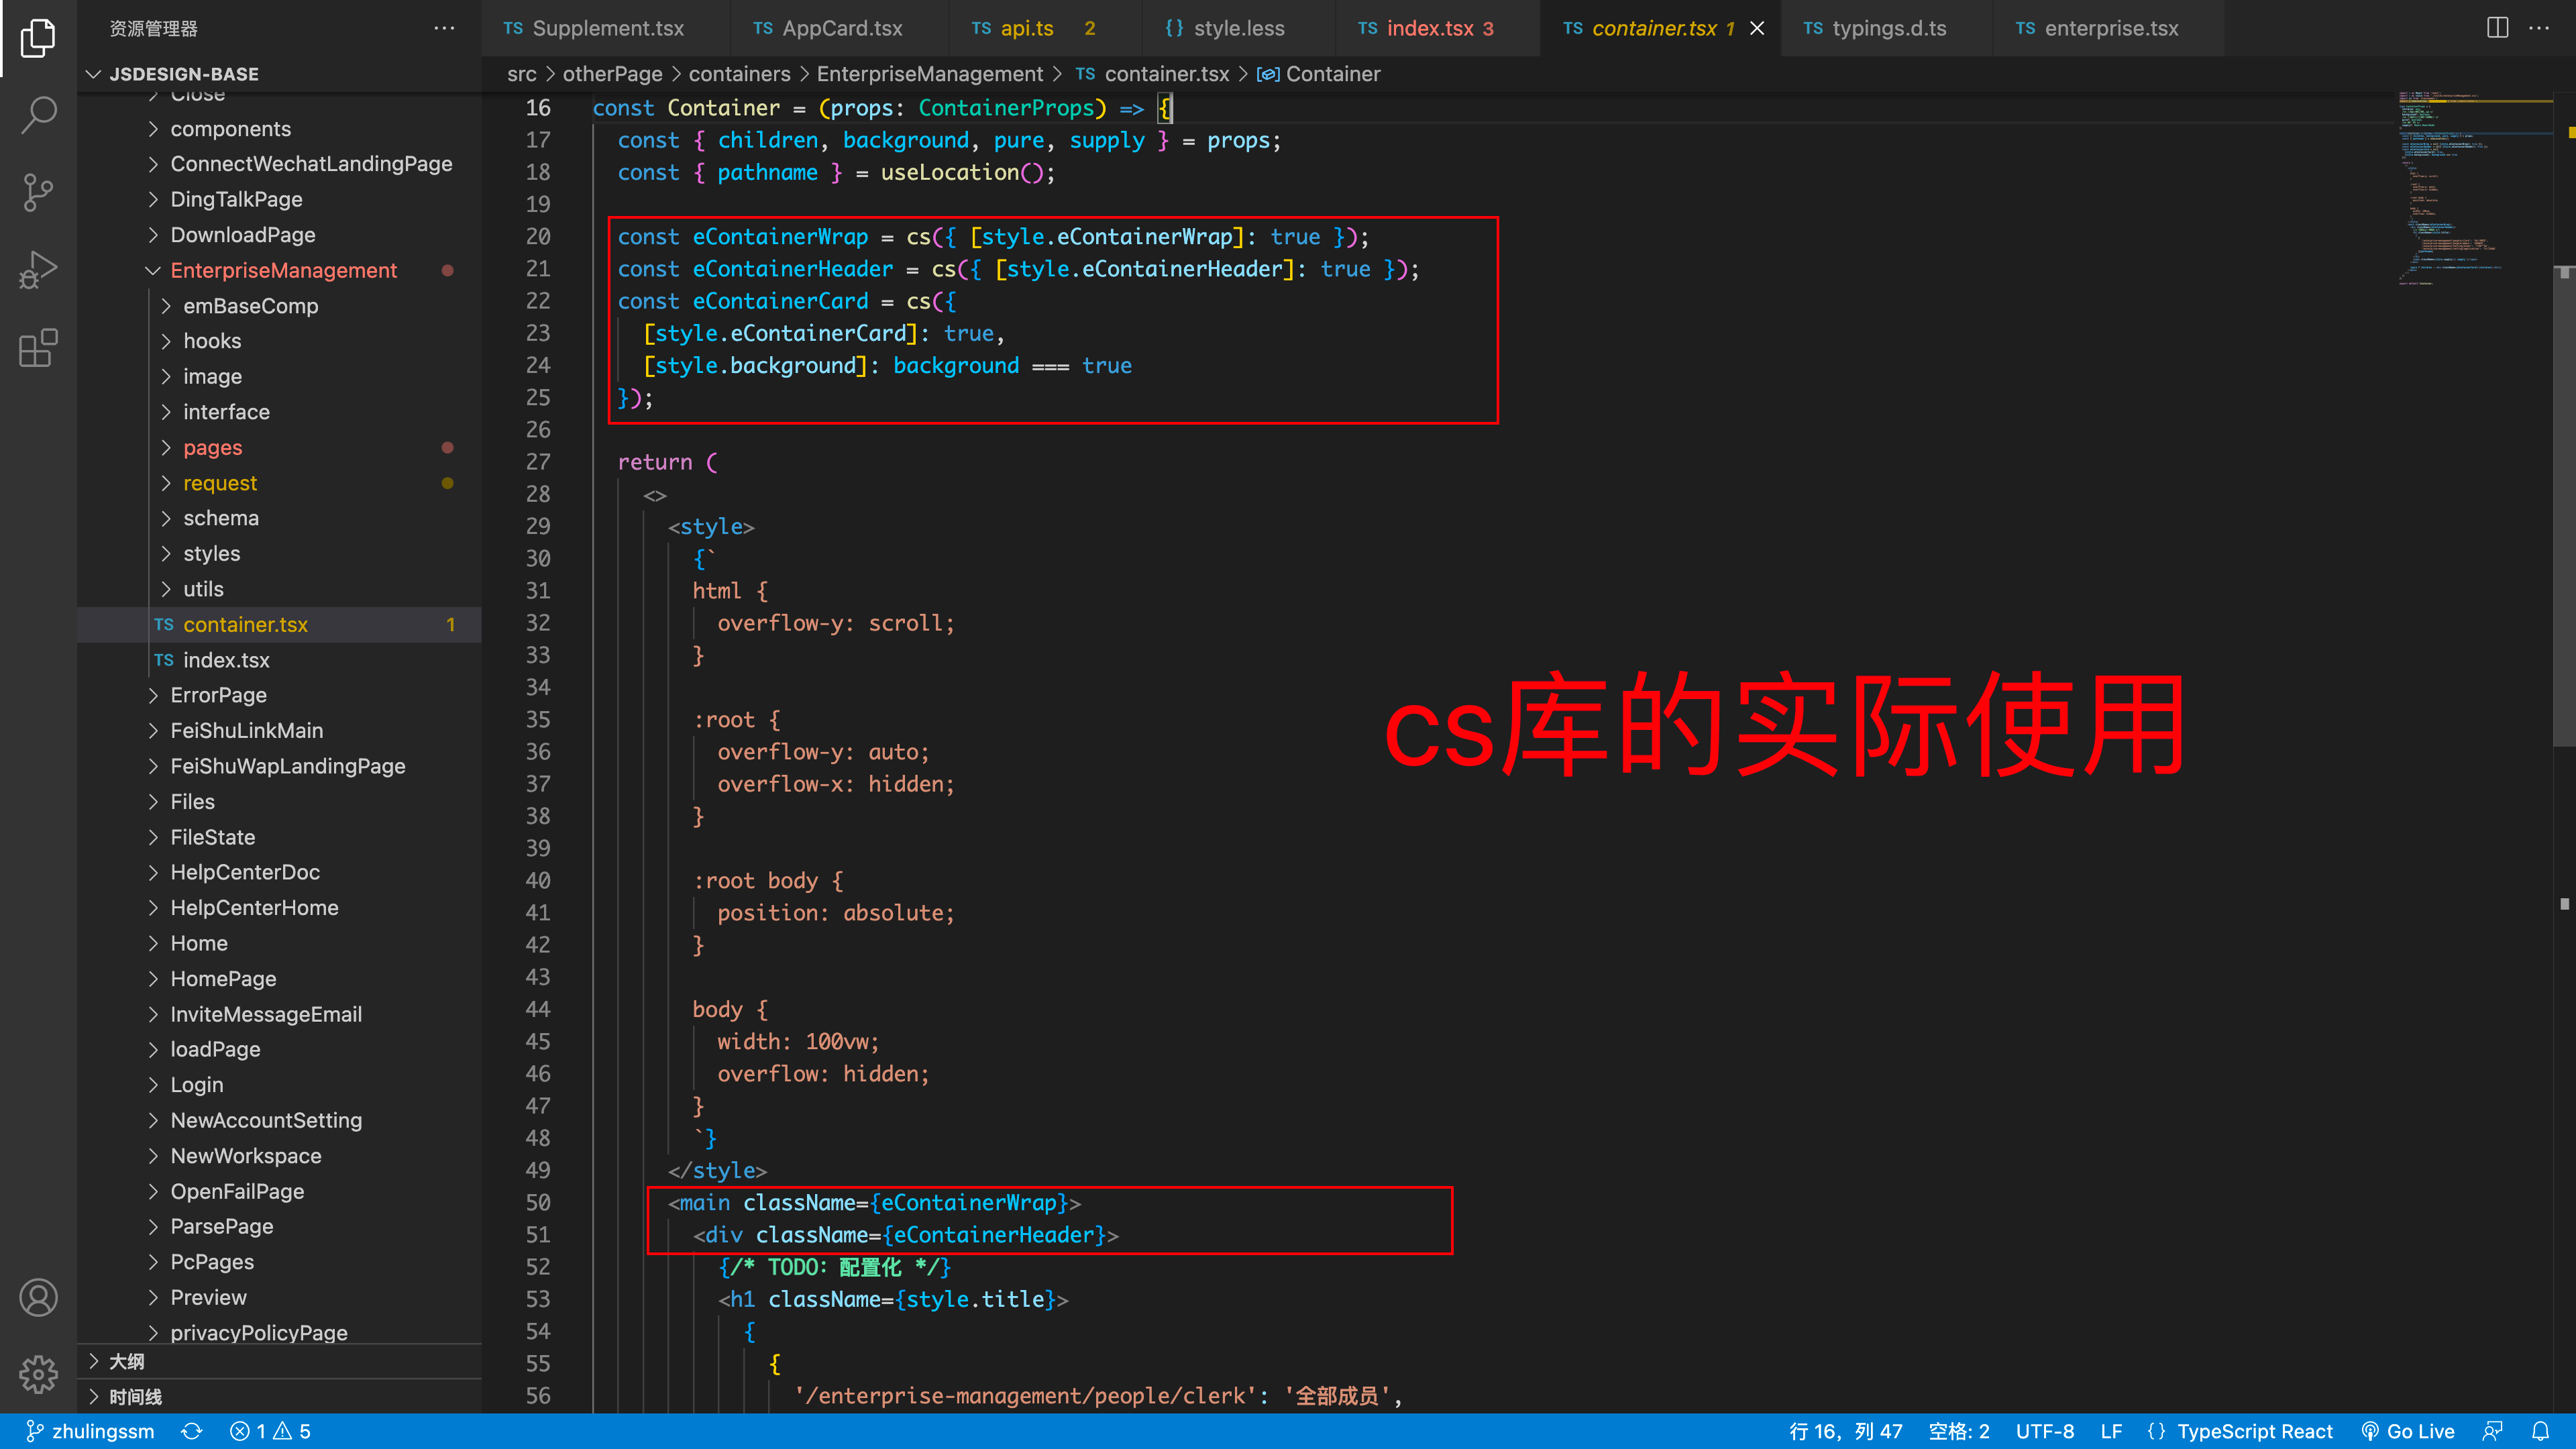 资源管理器
JSDESIGN-BASE
Close
components
ConnectWechatLandingPage
DingTalkPage
DownloadPage
EnterpriseManagement
emBaseComp
hooks
image
interface
pages
request
schema
styles
utils
TS container.tsx 1
TS index.tsx
ErrorPage
FeiShuLinkMain
FeiShuWapLandingPage
Files
FileState
HelpCenterDoc
HelpCenterHome
Home
HomePage
InviteMessageEmail
loadPage
Login
NewAccountSetting
NewWorkspace
OpenFailPage
ParsePage
PcPages
Preview
privacyPolicyPage
大纲
时间线
TS Supplement.tsx TS AppCard.tsx TS api.ts 2 {} style.less TS index.tsx 3 TS container.tsx 1 TS typings.d.ts TS enterprise.tsx
src > otherPage > containers > EnterpriseManagement > TS container.tsx > Container
16 const Container = (props: ContainerProps) => {
17 const { children, background, pure, supply } = props;
18 const { pathname } = useLocation();
19
20 const eContainerWrap = cs({ [style.eContainerWrap]: true });
21 const eContainerHeader = cs({ [style.eContainerHeader]: true });
22 const eContainerCard = cs({
23 [style.eContainerCard]: true,
24 [style.background]: background === true
25 });
26
27 return (
28 <>
29 <style>
30 {`
31 html {
32 overflow-y: scroll;
33 }
34
35 :root {
36 overflow-y: auto;
37 overflow-x: hidden;
38 }
39
40 :root body {
41 position: absolute;
42 }
43
44 body {
45 width: 100vw;
46 overflow: hidden;
47 }
48 `}
49 </style>
50 <main className={eContainerWrap}>
51 <div className={eContainerHeader}>
52 {/* TODO: 配置化 */}
53 <h1 className={style.title}>
54 {
55 {
56 '/enterprise-management/people/clerk': '全部成员',
cs库的实际使用
zhulingssm 1 5 行 16，列 47 空格: 2 UTF-8 LF {} TypeScript React Go Live